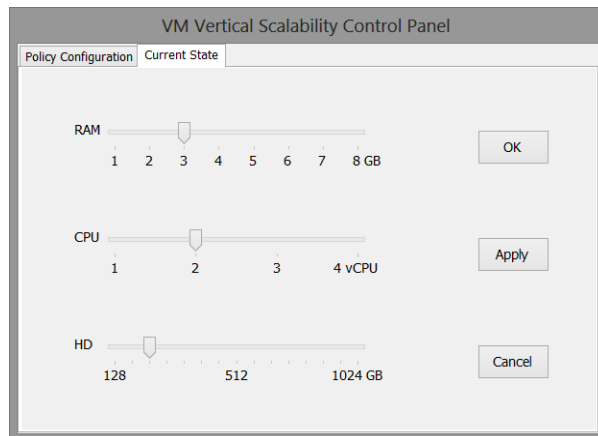 VM Vertical Scalability Control Panel
Policy Configuration Current State
RAM
1 2 3 4 5 6 7 8 GB
OK
CPU
1 2 3 4 vCPU
Apply
HD
128 512 1024 GB
Cancel